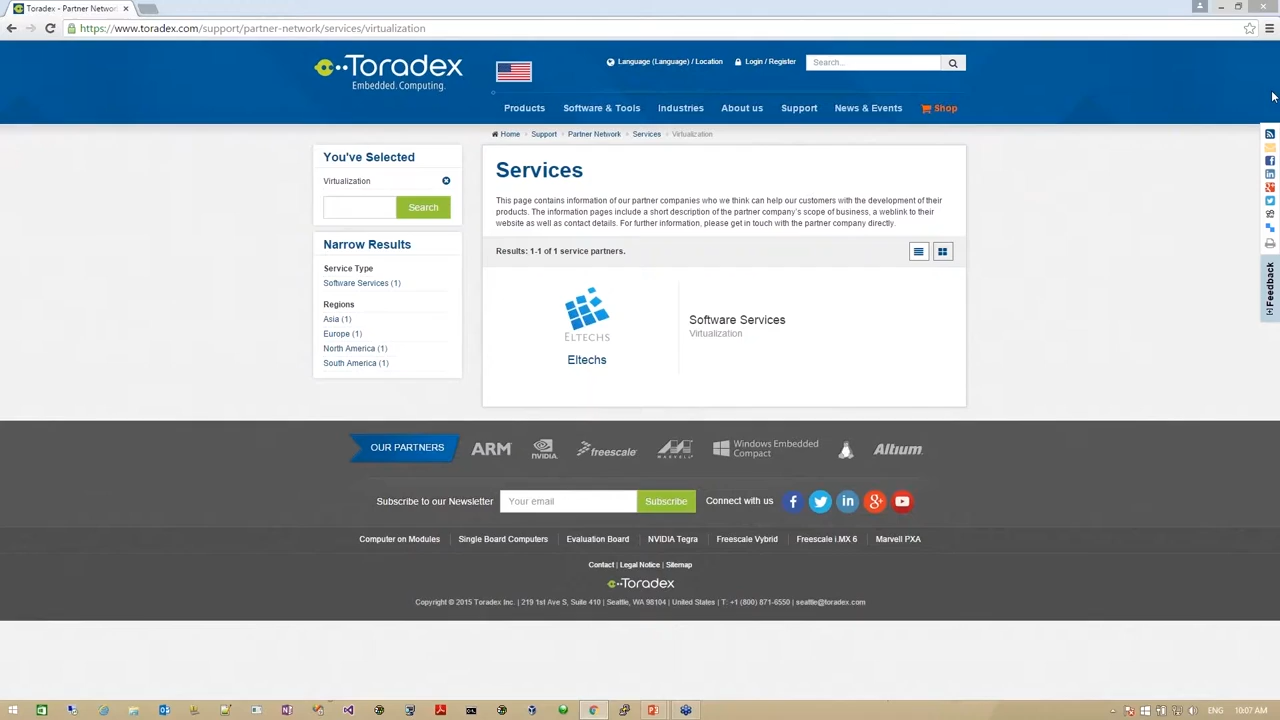 Toradex - Partner Networ
https://www.toradex.com/support/partner-network/services/virtualization
Toradex
Embedded. Computing.
Language (Language) / Location
Login / Register
Search...
Products
Software & Tools
Industries
About us
Support
News & Events
Shop
Home
Support
Partner Network
Services
Virtualization
You've Selected
Virtualization
Search
Narrow Results
Service Type
Software Services (1)
Regions
Asia (1)
Europe (1)
North America (1)
South America (1)
Services
This page contains information of our partner companies who we think can help our customers with the development of their
products. The information pages include a short description of the partner company's scope of business, a weblink to their
website as well as contact details. For further information, please get in touch with the partner company directly.
Results: 1-1 of 1 service partners.
ELTECHS
Eltechs
Software Services
Virtualization
[+] Feedback
OUR PARTNERS
ARM
NVIDIA.
freescale
MARVELL
Windows Embedded
Compact
Altium.
Subscribe to our Newsletter
Your email
Subscribe
Connect with us
Computer on Modules
Single Board Computers
Evaluation Board
NVIDIA Tegra
Freescale Vybrid
Freescale i.MX 6
Marvell PXA
Contact | Legal Notice | Sitemap
Toradex
Copyright © 2015 Toradex Inc. | 219 1st Ave S, Suite 410 | Seattle, WA 98104 | United States | T: +1 (800) 871-6550 | seattle@toradex.com
ENG
10:07 AM